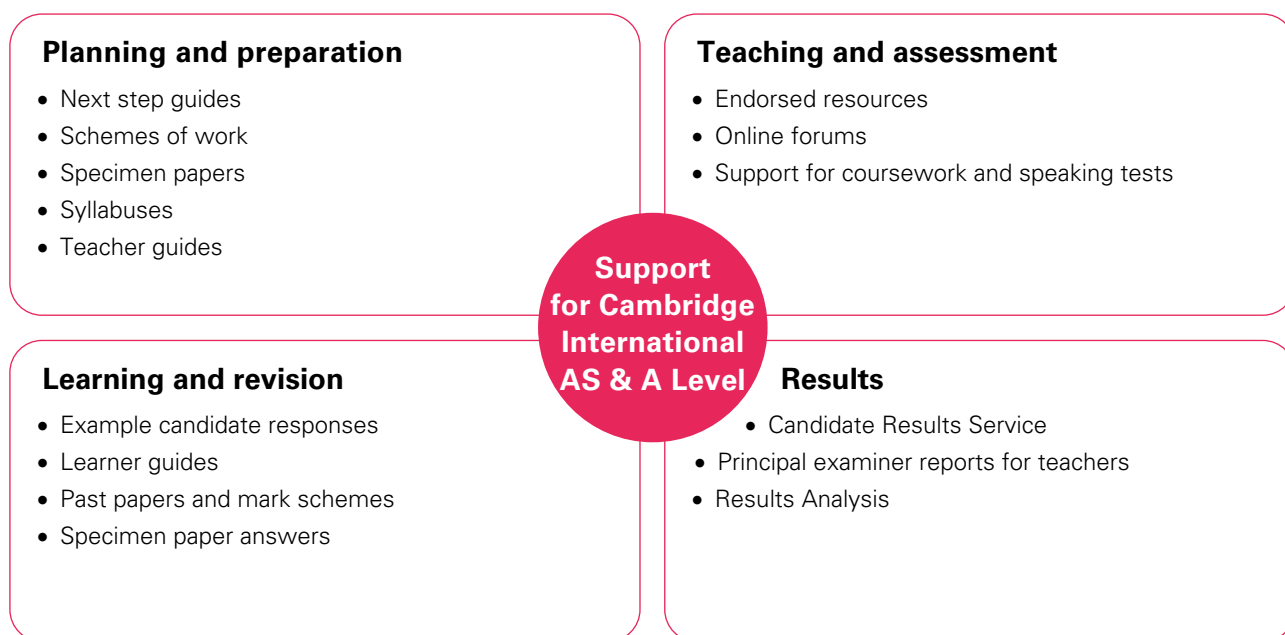 Planning and preparation
• Next step guides
• Schemes of work
• Specimen papers
• Syllabuses
• Teacher guides
Teaching and assessment
• Endorsed resources
• Online forums
• Support for coursework and speaking tests
Support
for Cambridge
International
AS & A Level
Learning and revision
• Example candidate responses
• Learner guides
• Past papers and mark schemes
• Specimen paper answers
Results
• Candidate Results Service
• Principal examiner reports for teachers
• Results Analysis